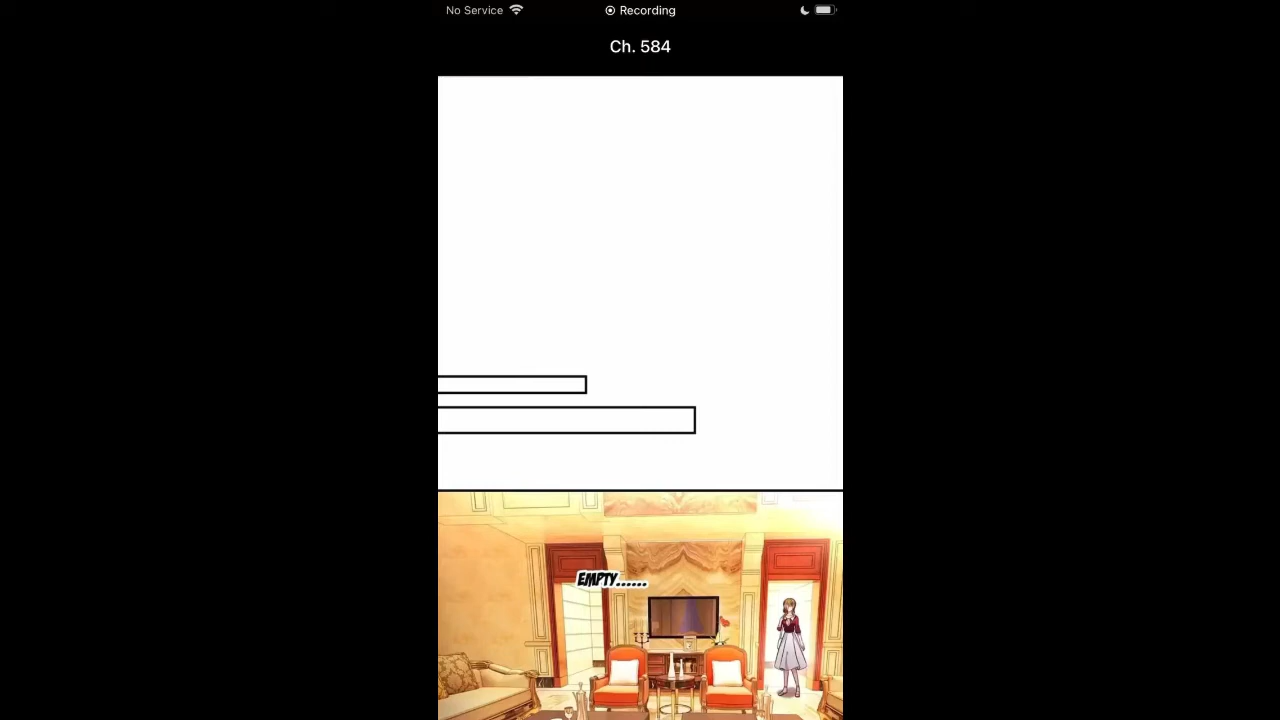 No Service
Recording
Ch. 584
EMPTY......